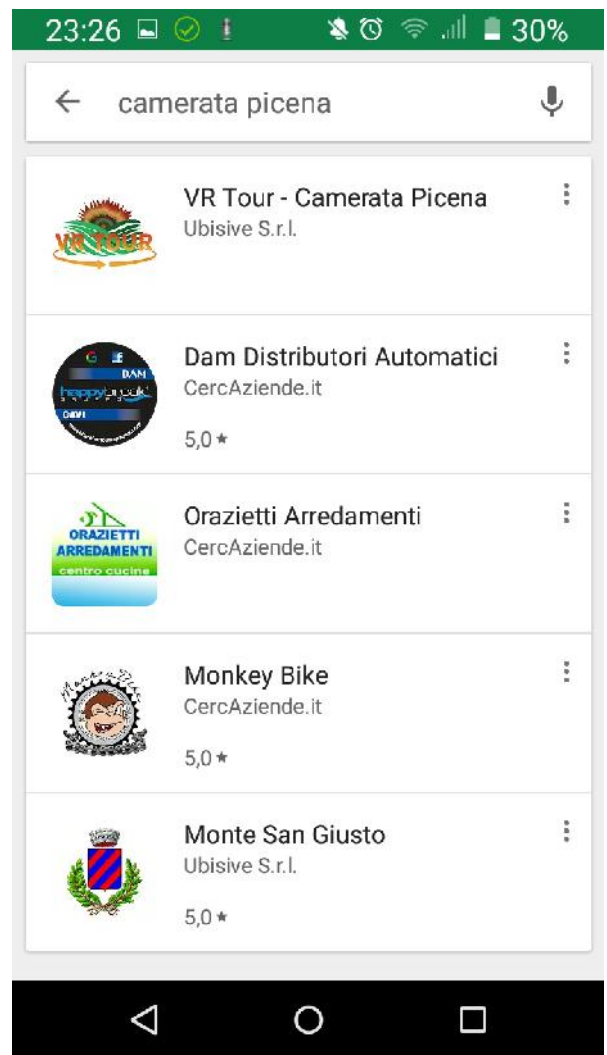 23:26 30%
camerata picena
VR TOUR
VR Tour - Camerata Picena
Ubisive S.r.l.
G f
DAM
happybreak!
DAM
Dam Distributori Automatici
CercAziende.it
5,0 ★
ORAZIETTI
ARREDAMENTI
centro cucine
Orazietti Arredamenti
CercAziende.it
Monkey Bike
CercAziende.it
5,0 ★
Monte San Giusto
Ubisive S.r.l.
5,0 ★